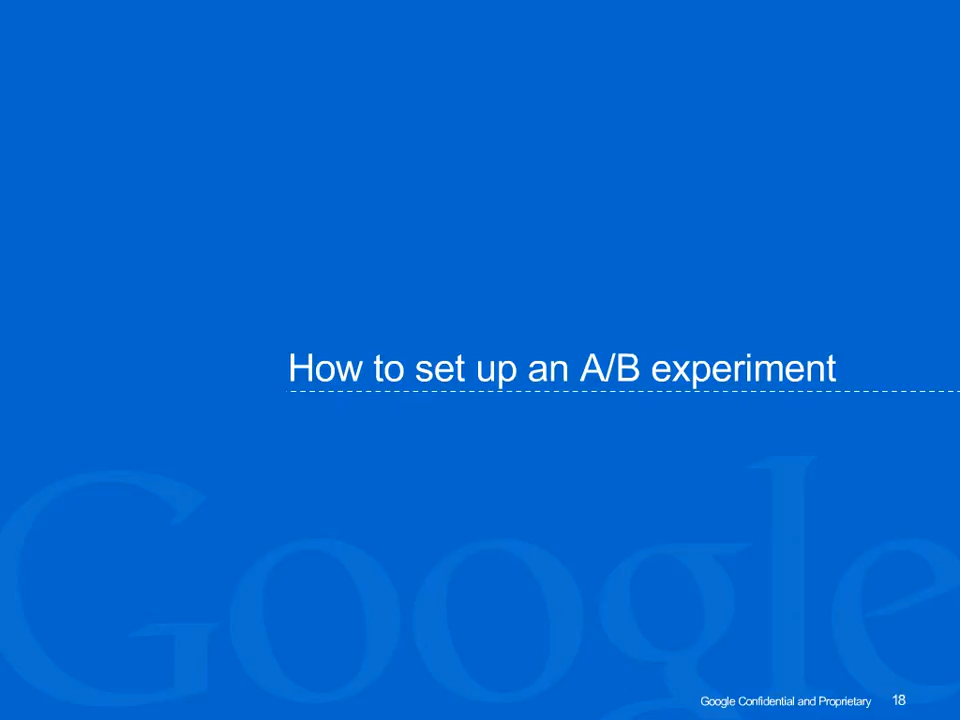 How to set up an A/B experiment
Google
Google Confidential and Proprietary 18